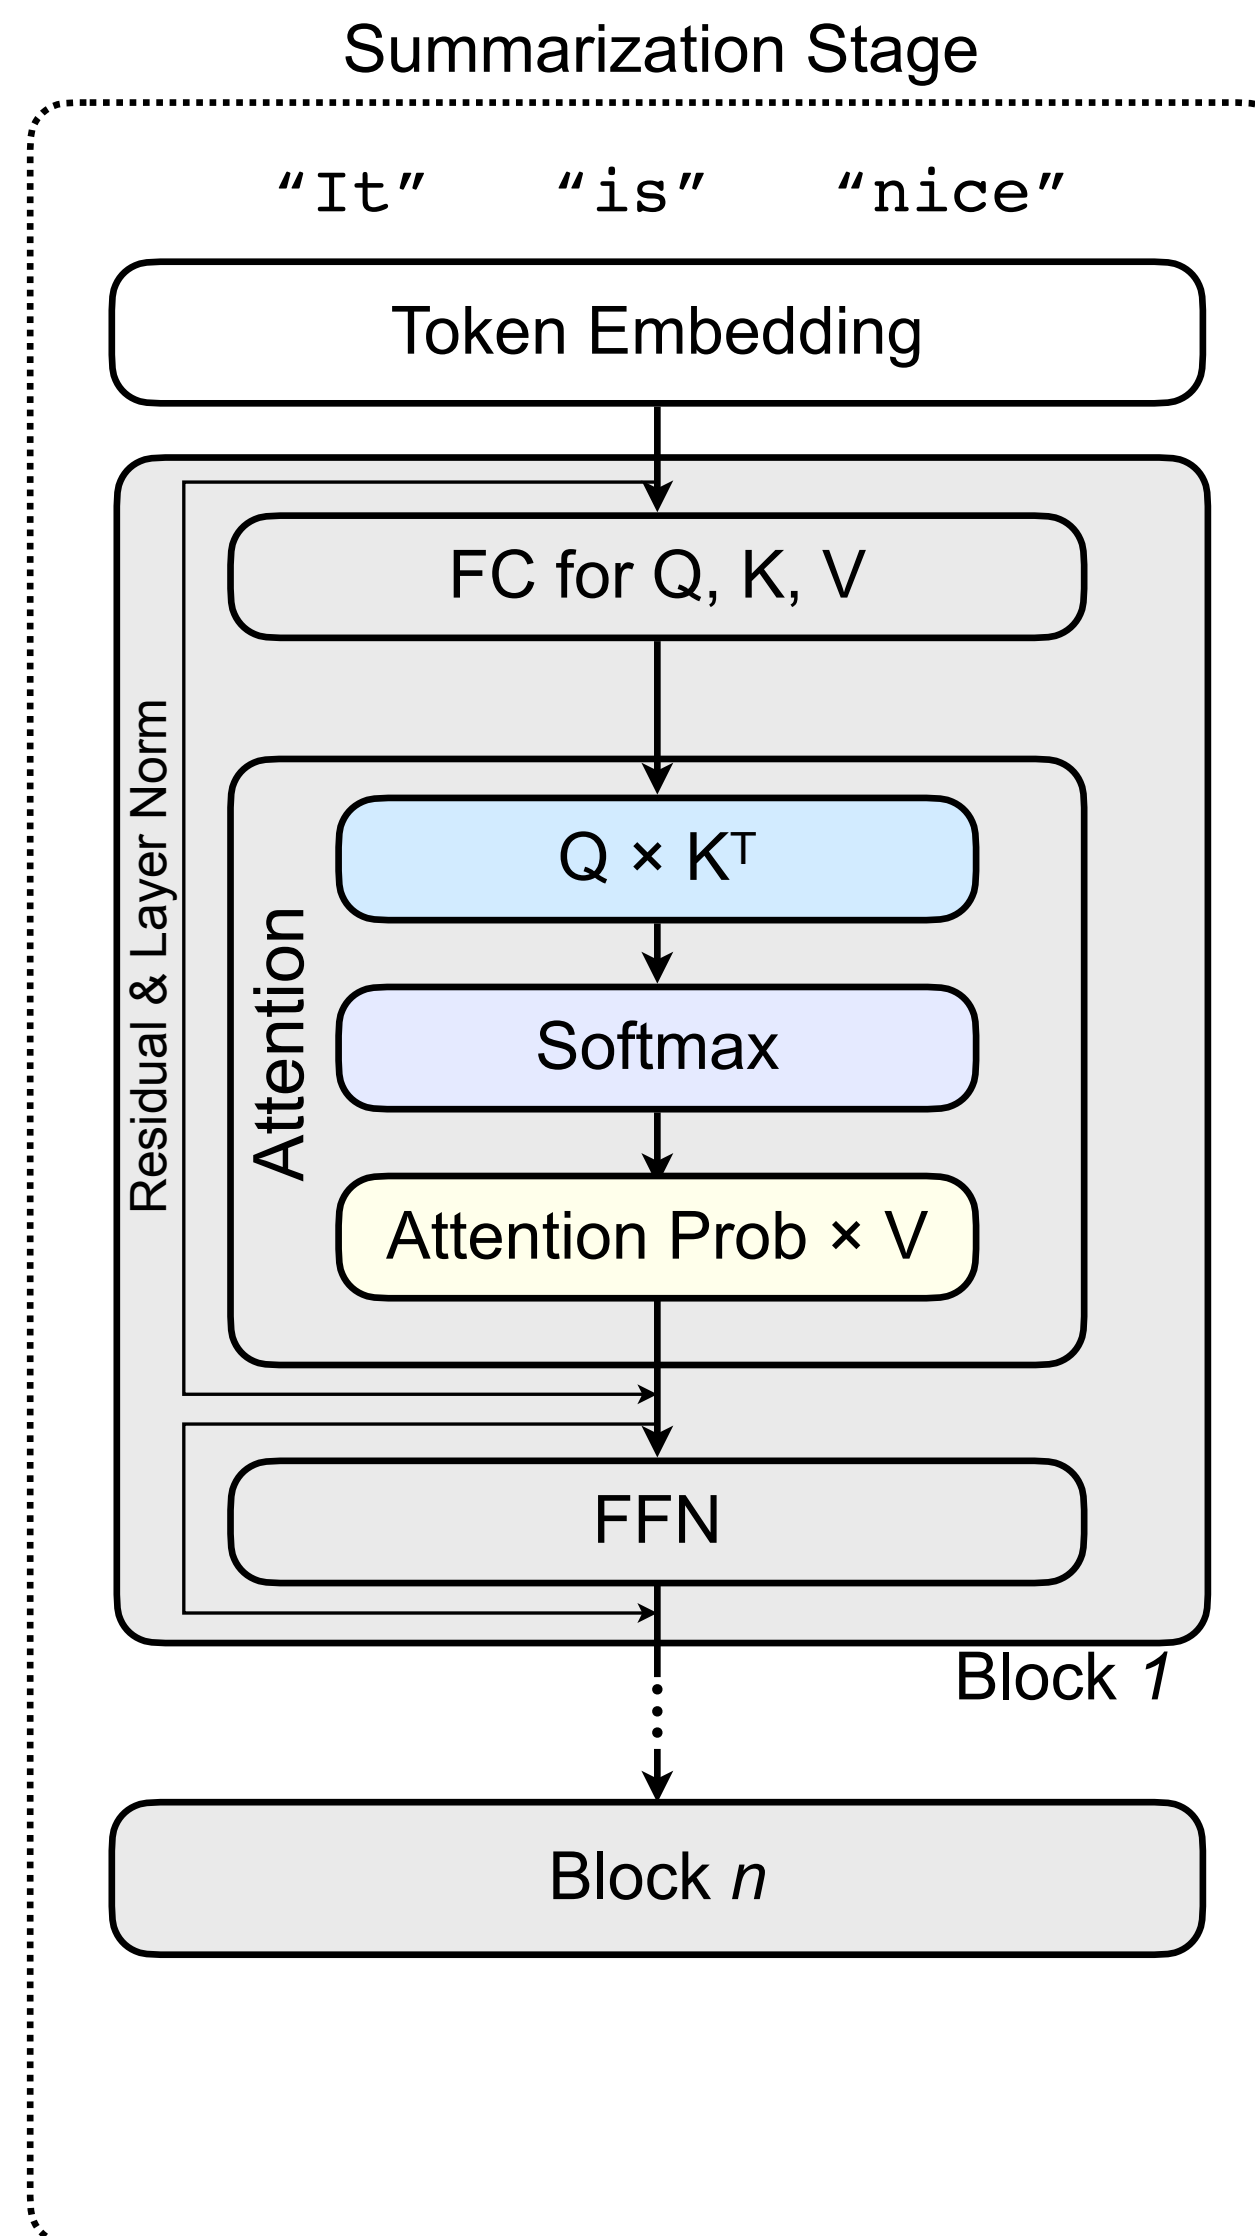 Summarization Stage
“It” “is” “nice”
Token Embedding
FC for Q, K, V
Residual & Layer Norm
Attention
Q × Kᵀ
Softmax
Attention Prob × V
FFN
Block 1
Block n